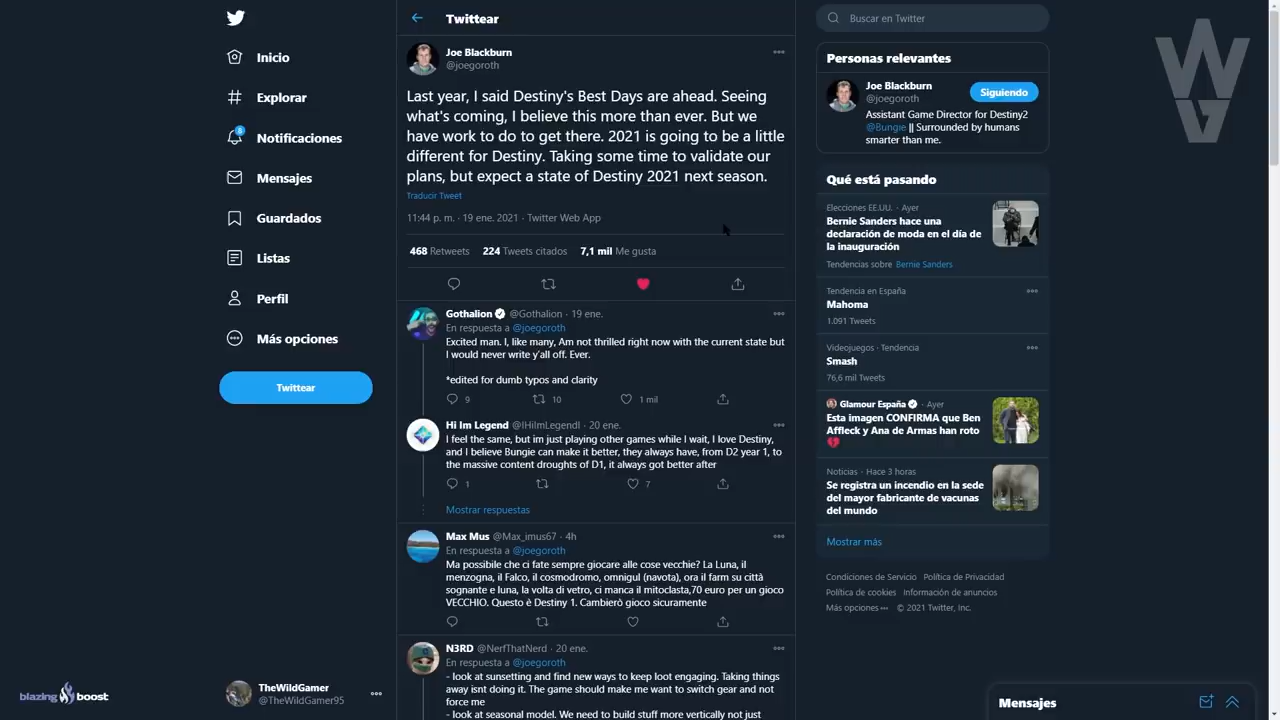 Inicio
Explorar
8
Notificaciones
Mensajes
Guardados
Listas
Perfil
Más opciones
Twittear
blazing boost
TheWildGamer
@TheWildGamer95
Twittear
Joe Blackburn
@joegoroth
Last year, I said Destiny's Best Days are ahead. Seeing
what's coming, I believe this more than ever. But we
have work to do to get there. 2021 is going to be a little
different for Destiny. Taking some time to validate our
plans, but expect a state of Destiny 2021 next season.
Traducir Tweet
11:44 p. m. · 19 ene. 2021 · Twitter Web App
468 Retweets 224 Tweets citados 7,1 mil Me gusta
Gothalion @Gothalion · 19 ene.
En respuesta a @joegoroth
Excited man. I, like many, Am not thrilled right now with the current state but
I would never write y'all off. Ever.
*edited for dumb typos and clarity
9 10 1 mil
Hi Im Legend @IHiImLegendI · 20 ene.
I feel the same, but im just playing other games while I wait, I love Destiny,
and I believe Bungie can make it better, they always have, from D2 year 1, to
the massive content droughts of D1, it always got better after
1 7
Mostrar respuestas
Max Mus @Max_imus67 · 4h
En respuesta a @joegoroth
Ma possibile che ci fate sempre giocare alle cose vecchie? La Luna, il
menzogna, il Falco, il cosmodromo, omnigul (navota), ora il farm su città
sognante e luna, la volta di vetro, ci manca il mitoclasta,70 euro per un gioco
VECCHIO. Questo è Destiny 1. Cambierò gioco sicuramente
N3RD @NerfThatNerd · 20 ene.
En respuesta a @joegoroth
- look at sunsetting and find new ways to keep loot engaging. Taking things
away isnt doing it. The game should make me want to switch gear and not
force me
- look at seasonal model. We need to build stuff more vertically not just
Buscar en Twitter
WG
Personas relevantes
Joe Blackburn
@joegoroth
Siguiendo
Assistant Game Director for Destiny2
@Bungie || Surrounded by humans
smarter than me.
Qué está pasando
Elecciones EE.UU. · Ayer
Bernie Sanders hace una
declaración de moda en el día de
la inauguración
Tendencias sobre Bernie Sanders
Tendencia en España
Mahoma
1.091 Tweets
Videojuegos · Tendencia
Smash
76,6 mil Tweets
Glamour España · Ayer
Esta imagen CONFIRMA que Ben
Affleck y Ana de Armas han roto
Noticias · Hace 3 horas
Se registra un incendio en la sede
del mayor fabricante de vacunas
del mundo
Mostrar más
Condiciones de Servicio Política de Privacidad
Política de cookies Información de anuncios
Más opciones © 2021 Twitter, Inc.
Mensajes